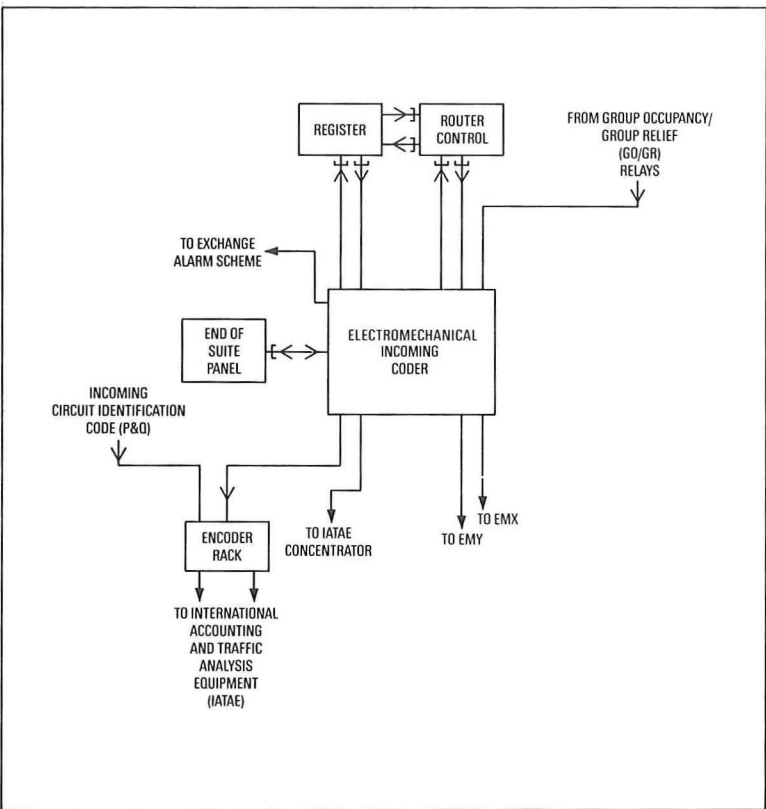 REGISTER
ROUTER
CONTROL
FROM GROUP OCCUPANCY/
GROUP RELIEF
(GO/GR)
RELAYS
TO EXCHANGE
ALARM SCHEME
END OF
SUITE
PANEL
ELECTROMECHANICAL
INCOMING
CODER
INCOMING
CIRCUIT IDENTIFICATION
CODE (P&Q)
ENCODER
RACK
TO IATAE
CONCENTRATOR
TO EMY
TO EMX
TO INTERNATIONAL
ACCOUNTING
AND TRAFFIC
ANALYSIS
EQUIPMENT
(IATAE)